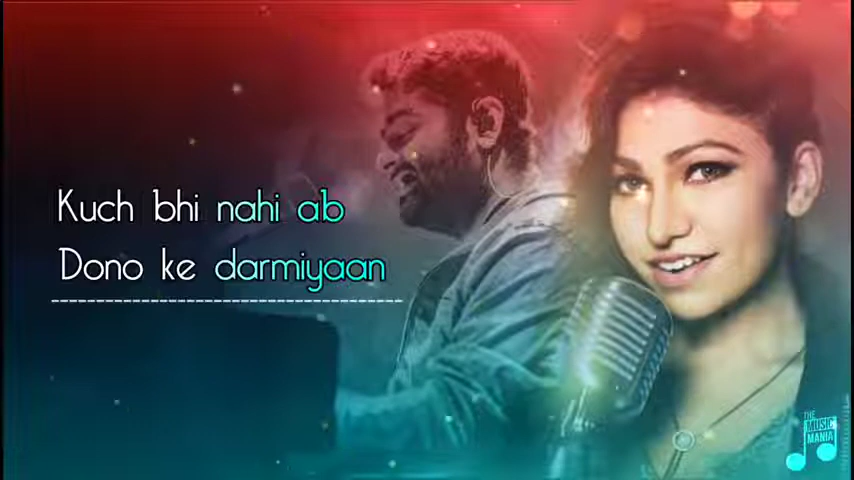 Kuch bhi nahi ab
Dono ke darmiyaan
THE
MUSIC
MANIA